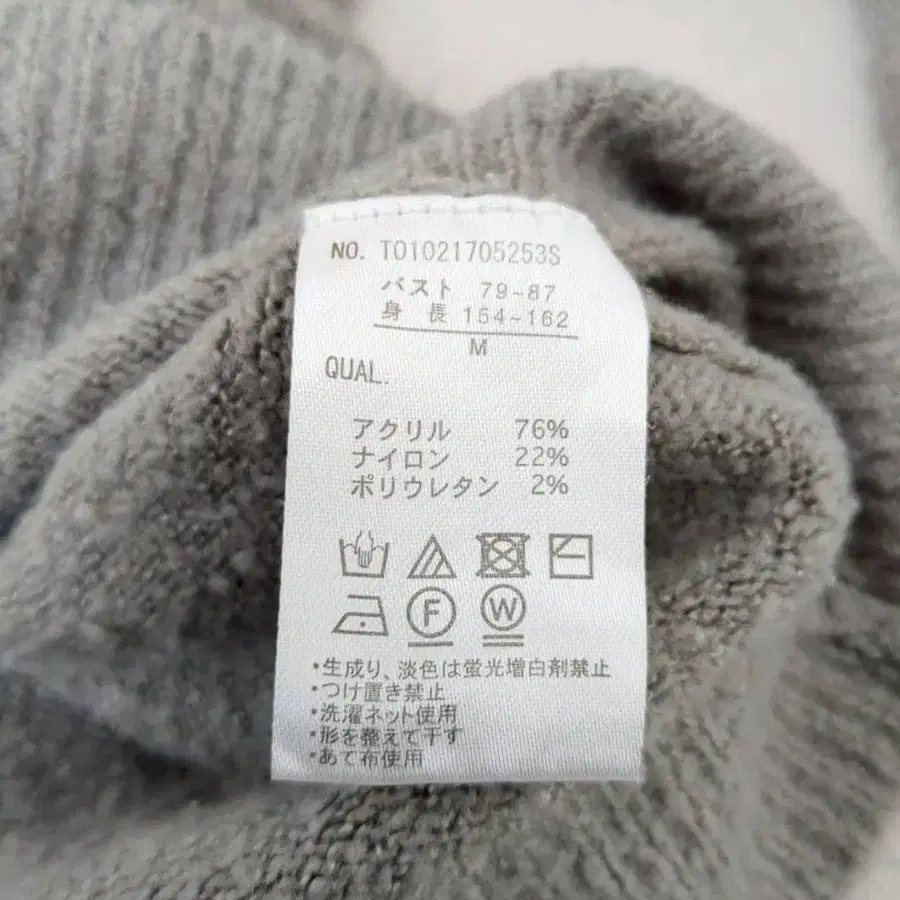 NO. T01021705253S
バスト 79~87
身長 154~162
M
QUAL.
アクリル 76%
ナイロン 22%
ポリウレタン 2%
F W
・生成り、淡色は蛍光増白剤禁止
・つけ置き禁止
・洗濯ネット使用
・形を整えて干す
・あて布使用